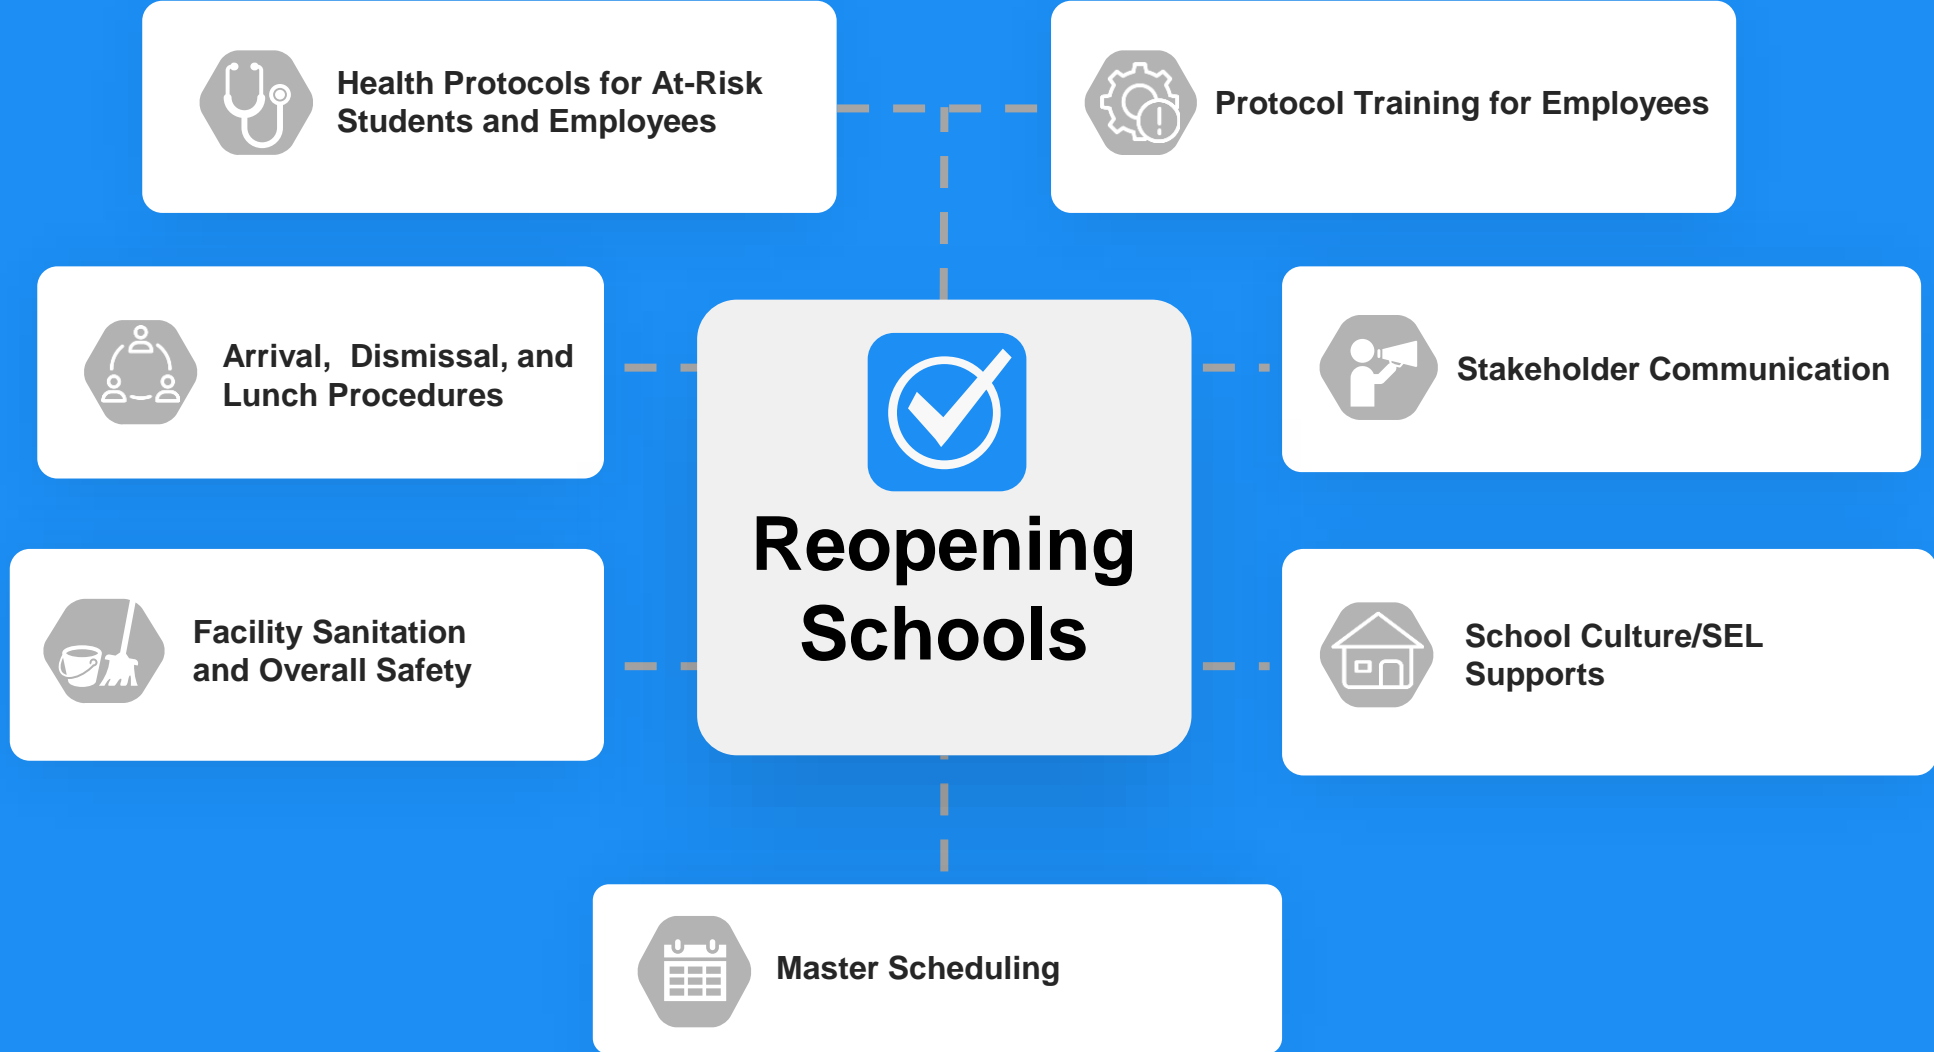 Health Protocols for At-Risk
Students and Employees
Protocol Training for Employees
Arrival,  Dismissal, and
Lunch Procedures
Stakeholder Communication
Reopening
Schools
Facility Sanitation
and Overall Safety
School Culture/SEL
Supports
Master Scheduling